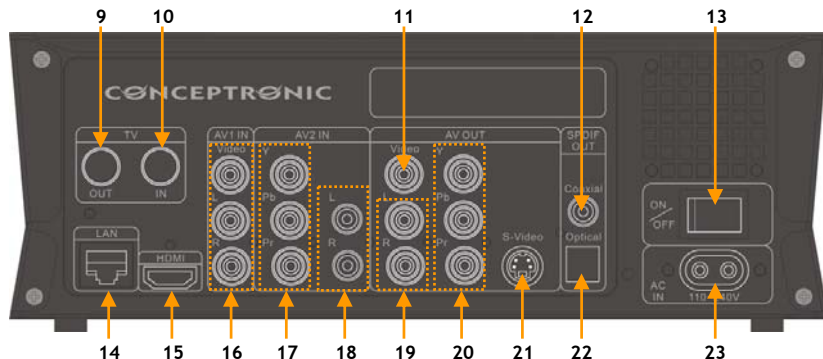 9 10 11 12 13
CONCEPTRONIC
TV AV1 IN AV2 IN AV OUT SPDIF OUT
Video Y Video Y
OUT IN
L Pb L L Pb Coaxial
ON/OFF
LAN HDMI
R Pr R R Pr S-Video Optical
AC IN 110-240V
14 15 16 17 18 19 20 21 22 23